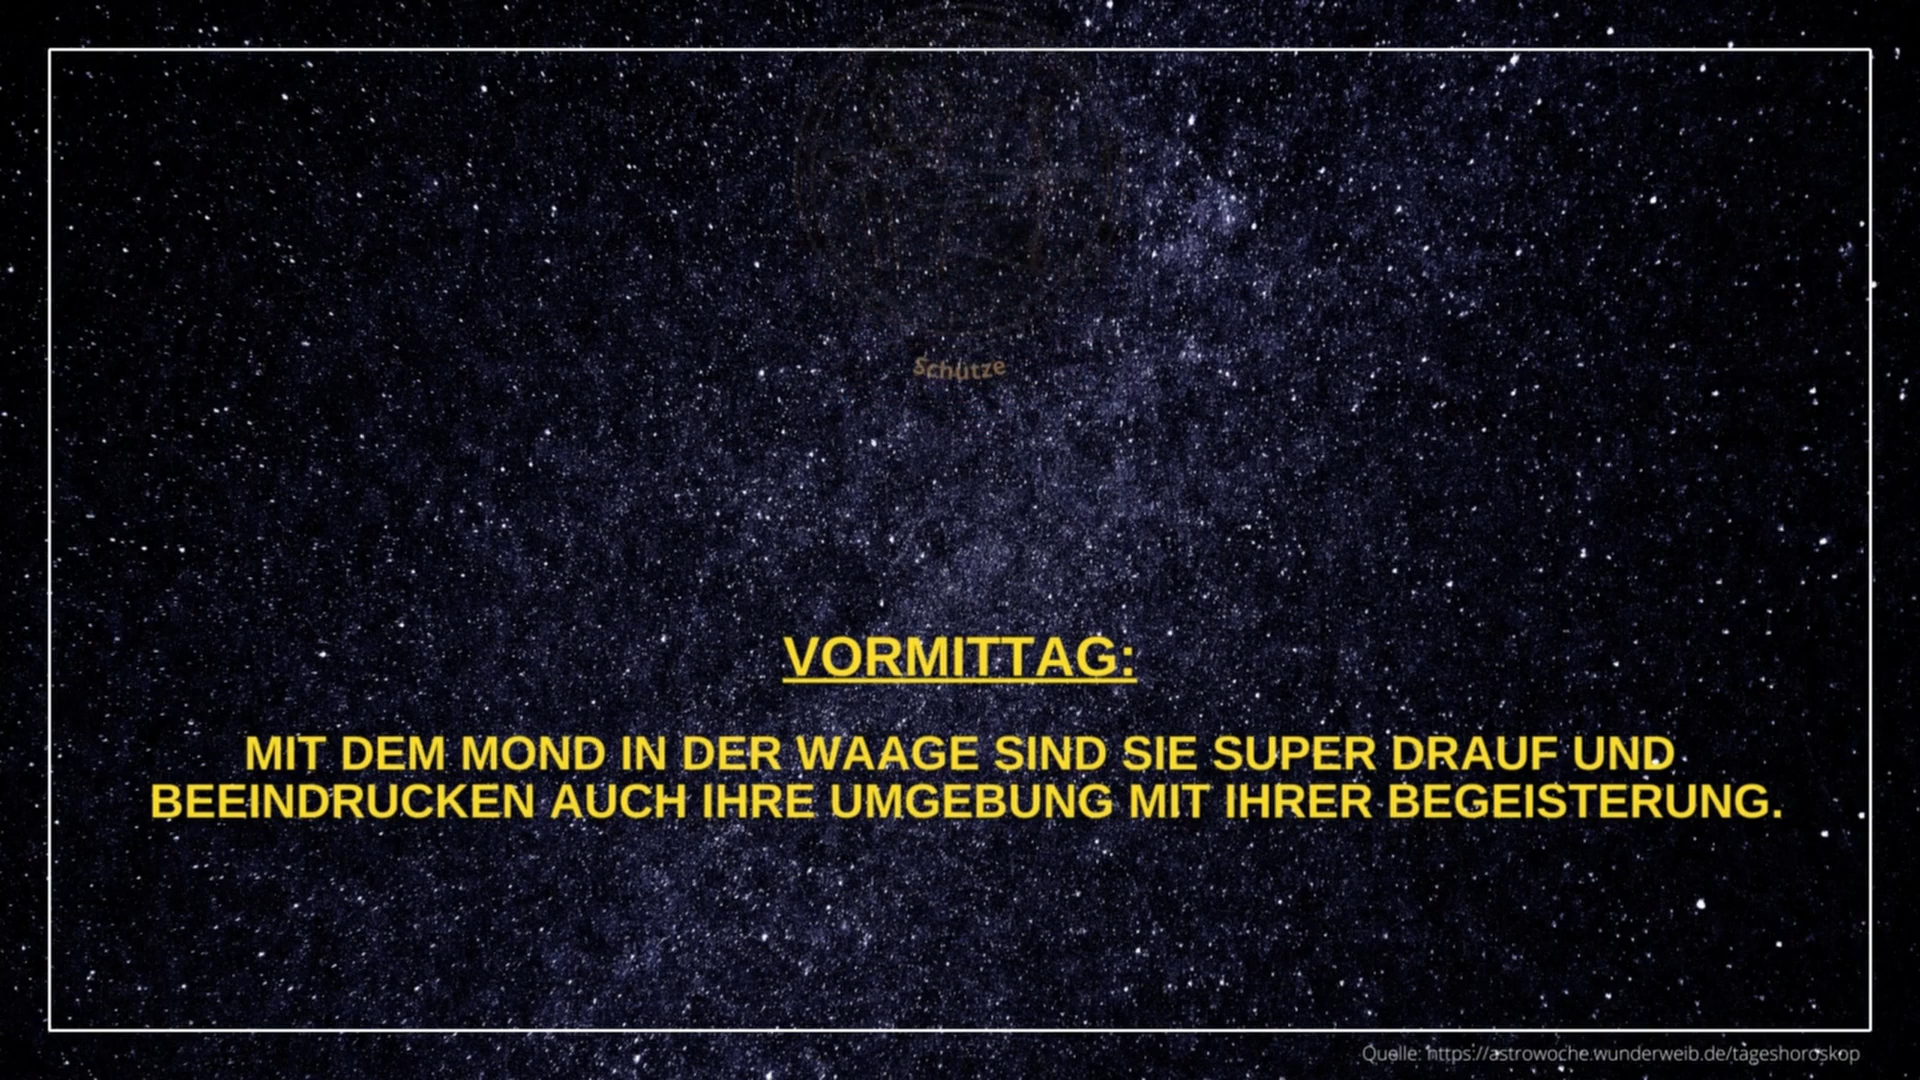 Schütze
VORMITTAG:
MIT DEM MOND IN DER WAAGE SIND SIE SUPER DRAUF UND
BEEINDRUCKEN AUCH IHRE UMGEBUNG MIT IHRER BEGEISTERUNG.
Quelle: https://astrowoche.wunderweib.de/tageshoroskop